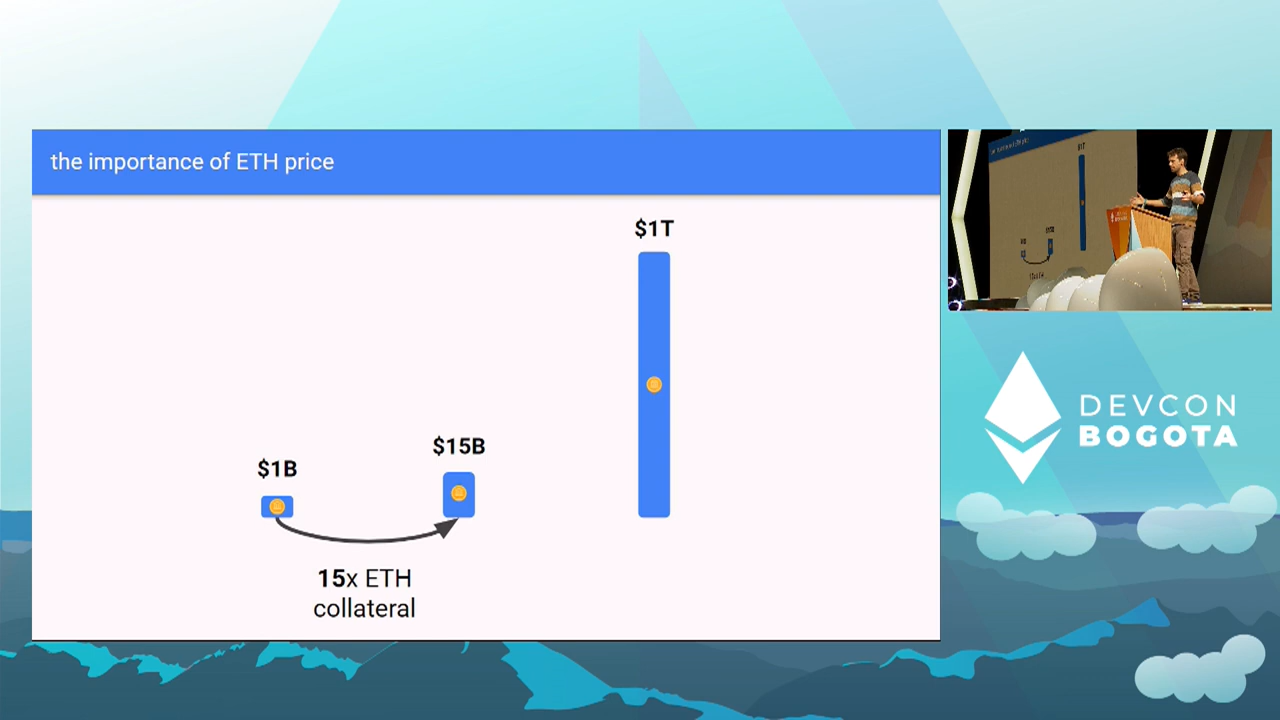 the importance of ETH price
$1T
$15B
$1B
15x ETH
collateral
DEVCON
BOGOTA